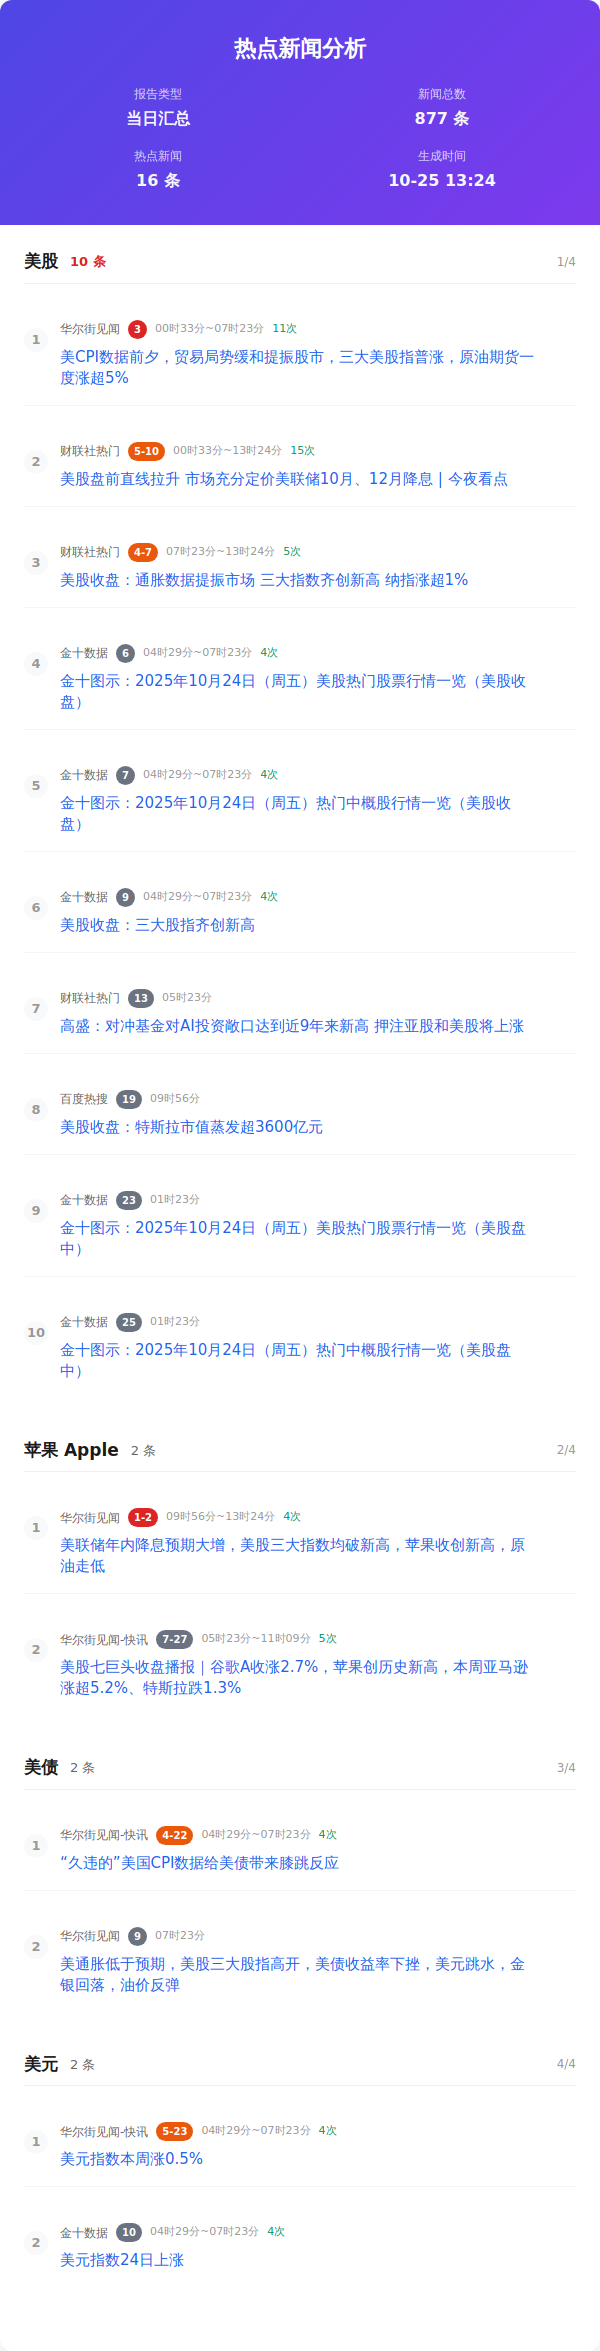 热点新闻分析
报告类型
新闻总数
当日汇总
877 条
热点新闻
生成时间
16 条
10-25 13:24
美股 10 条 1/4
1 华尔街见闻 3 00时33分~07时23分 11次
美CPI数据前夕，贸易局势缓和提振股市，三大美股指普涨，原油期货一
度涨超5%
2 财联社热门 5-10 00时33分~13时24分 15次
美股盘前直线拉升 市场充分定价美联储10月、12月降息 | 今夜看点
3 财联社热门 4-7 07时23分~13时24分 5次
美股收盘：通胀数据提振市场 三大指数齐创新高 纳指涨超1%
4 金十数据 6 04时29分~07时23分 4次
金十图示：2025年10月24日（周五）美股热门股票行情一览（美股收
盘）
5 金十数据 7 04时29分~07时23分 4次
金十图示：2025年10月24日（周五）热门中概股行情一览（美股收
盘）
6 金十数据 9 04时29分~07时23分 4次
美股收盘：三大股指齐创新高
7 财联社热门 13 05时23分
高盛：对冲基金对AI投资敞口达到近9年来新高 押注亚股和美股将上涨
8 百度热搜 19 09时56分
美股收盘：特斯拉市值蒸发超3600亿元
9 金十数据 23 01时23分
金十图示：2025年10月24日（周五）美股热门股票行情一览（美股盘
中）
10 金十数据 25 01时23分
金十图示：2025年10月24日（周五）热门中概股行情一览（美股盘
中）
苹果 Apple 2 条 2/4
1 华尔街见闻 1-2 09时56分~13时24分 4次
美联储年内降息预期大增，美股三大指数均破新高，苹果收创新高，原
油走低
2 华尔街见闻-快讯 7-27 05时23分~11时09分 5次
美股七巨头收盘播报｜谷歌A收涨2.7%，苹果创历史新高，本周亚马逊
涨超5.2%、特斯拉跌1.3%
美债 2 条 3/4
1 华尔街见闻-快讯 4-22 04时29分~07时23分 4次
“久违的”美国CPI数据给美债带来膝跳反应
2 华尔街见闻 9 07时23分
美通胀低于预期，美股三大股指高开，美债收益率下挫，美元跳水，金
银回落，油价反弹
美元 2 条 4/4
1 华尔街见闻-快讯 5-23 04时29分~07时23分 4次
美元指数本周涨0.5%
2 金十数据 10 04时29分~07时23分 4次
美元指数24日上涨